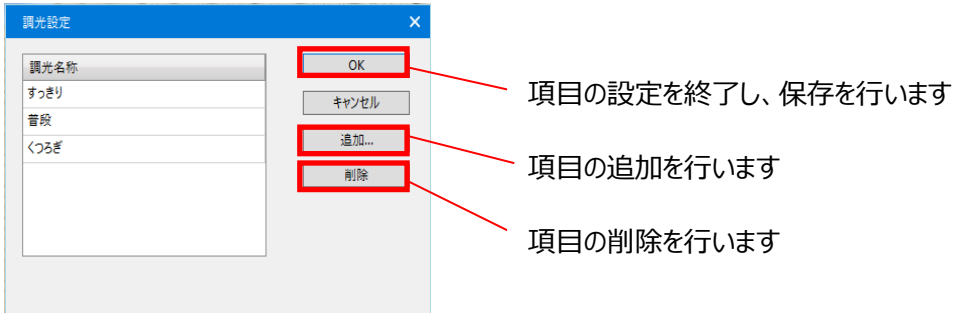 調光設定
調光名称
すっきり
普段
くつろぎ
OK
キャンセル
追加...
削除
項目の設定を終了し、保存を行います
項目の追加を行います
項目の削除を行います